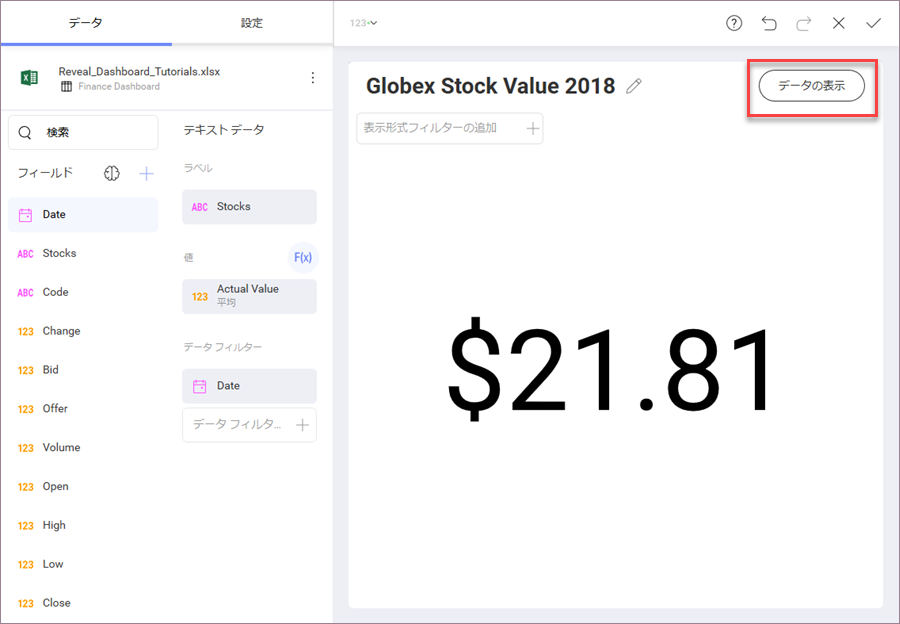 データ
設定
123
Reveal_Dashboard_Tutorials.xlsx
Finance Dashboard
検索
フィールド
Date
ABC Stocks
ABC Code
123 Change
123 Bid
123 Offer
123 Volume
123 Open
123 High
123 Low
123 Close
テキスト データ
ラベル
ABC Stocks
値
F(x)
123 Actual Value
平均
データ フィルター
Date
データ フィルタ...
Globex Stock Value 2018
データの表示
表示形式フィルターの追加
$21.81